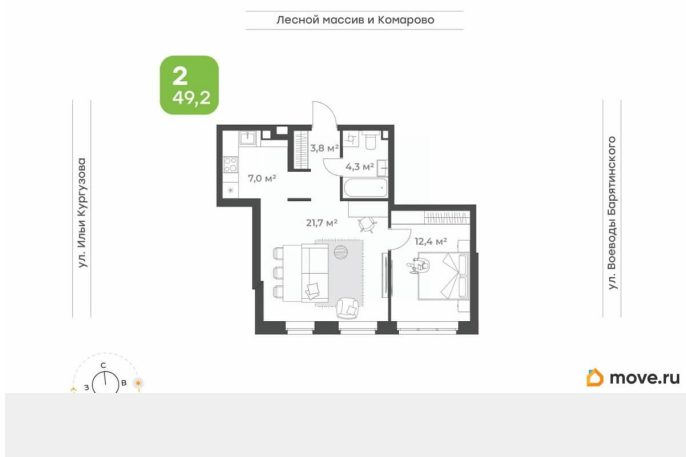 Лесной массив и Комарово
2
49,2
ул. Ильи Кургузова
ул. Воеводы Барятинского
3,8 м²
7,0 м²
4,3 м²
21,7 м²
12,4 м²
С
З
В
move.ru